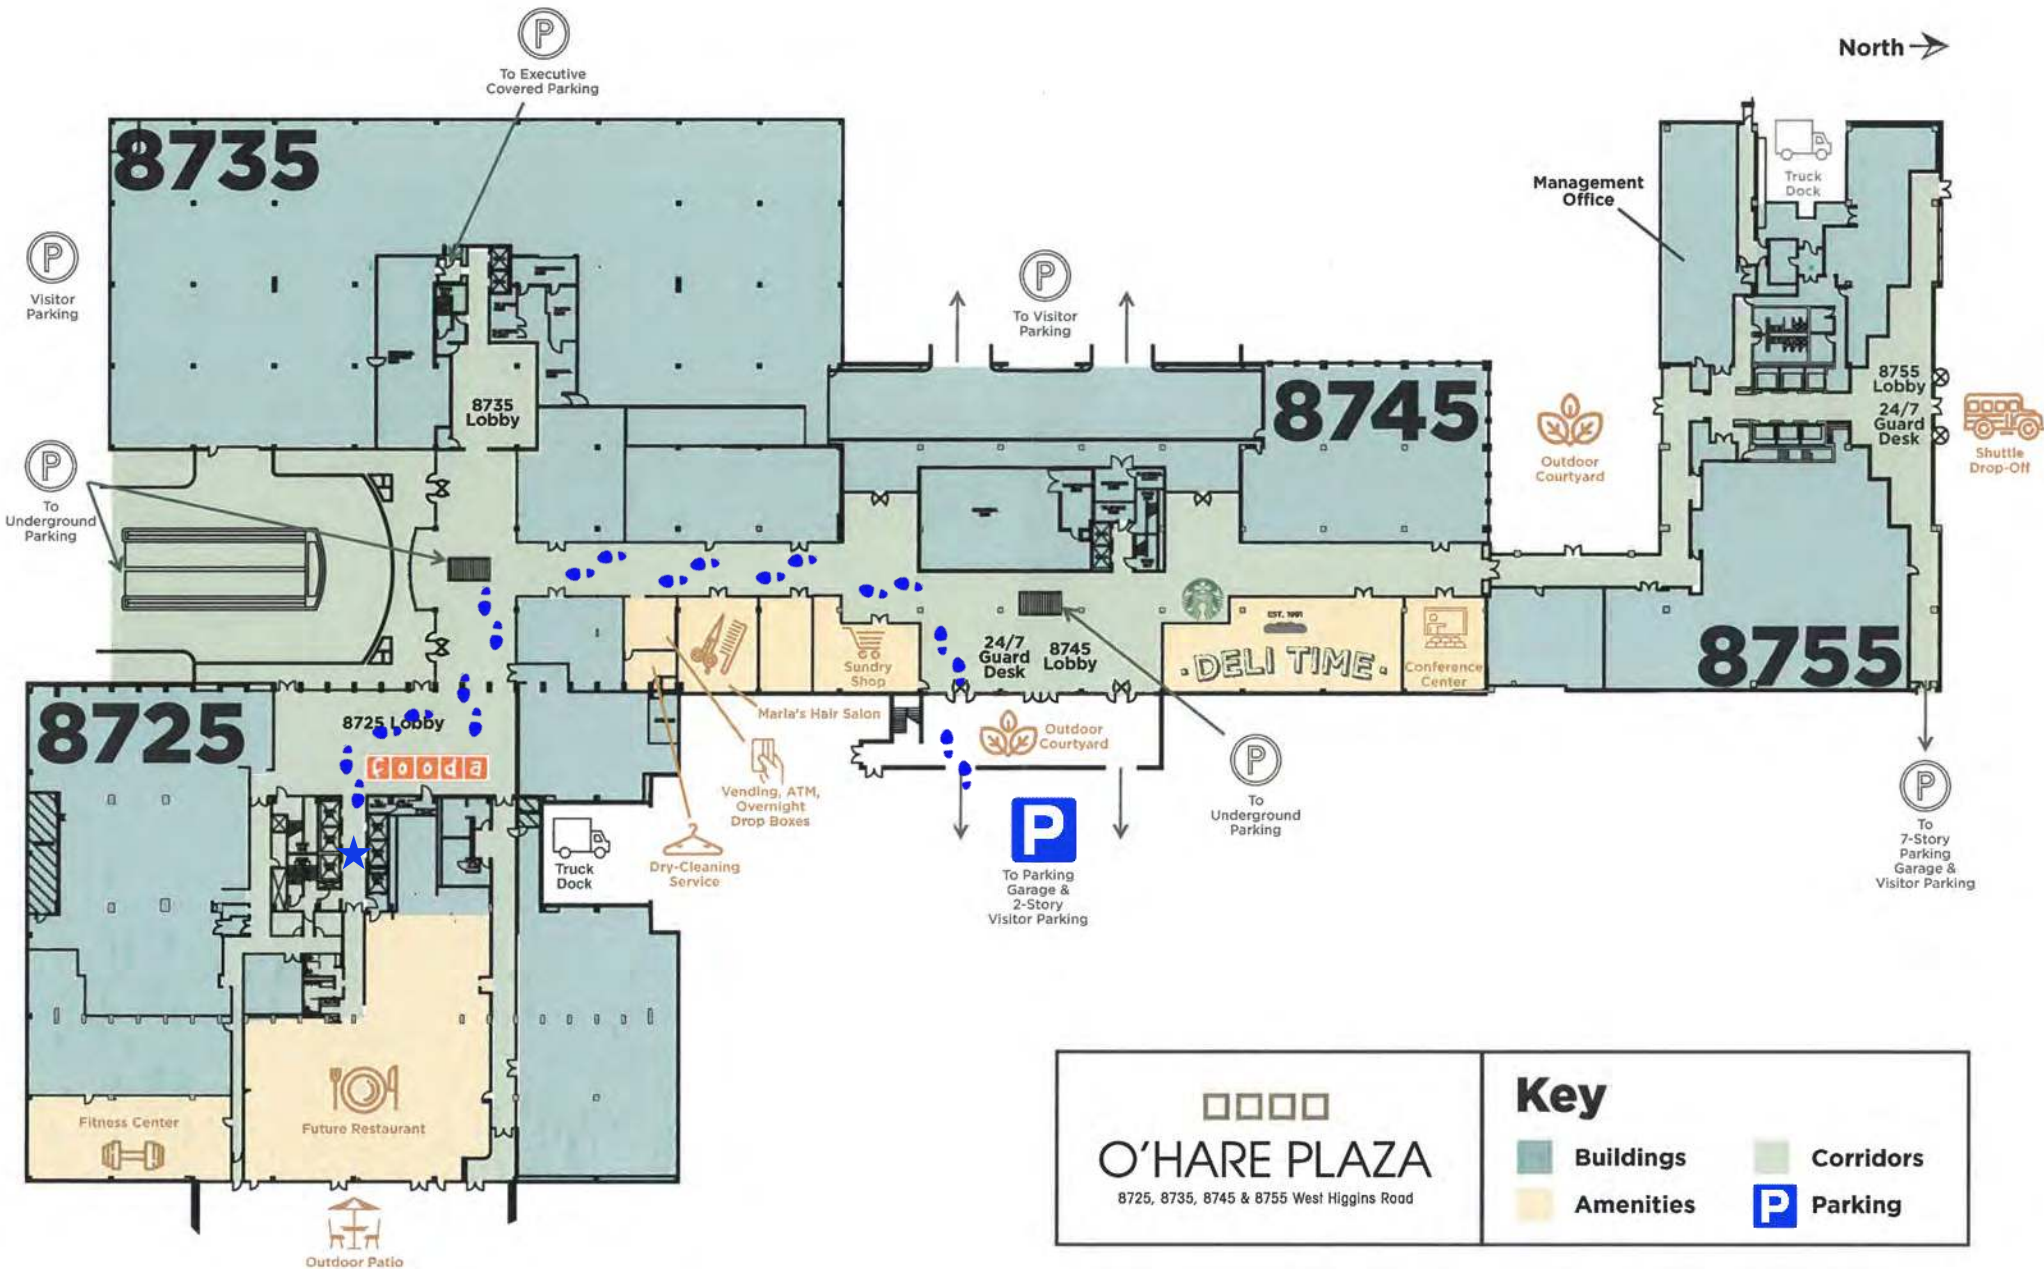 P
To Executive
Covered Parking
North
8735
P
Visitor
Parking
Management
Office
Truck
Dock
P
To Visitor
Parking
8735
Lobby
8745
8755
Lobby
24/7
Guard
Desk
Outdoor
Courtyard
Shuttle
Drop-Off
P
To
Underground
Parking
EST. 1991
24/7
Guard
Desk
8745
Lobby
· DELI TIME ·
Conference
Center
8755
Sundry
Shop
8725
8725 Lobby
Marla's Hair Salon
Outdoor
Courtyard
fooda
Vending, ATM,
Overnight
Drop Boxes
P
To
Underground
Parking
P
To
7-Story
Parking
Garage &
Visitor Parking
Truck
Dock
Dry-Cleaning
Service
P
To Parking
Garage &
2-Story
Visitor Parking
Fitness Center
Future Restaurant
Outdoor Patio
O'HARE PLAZA
8725, 8735, 8745 & 8755 West Higgins Road
Key
Buildings
Corridors
Amenities
P
Parking